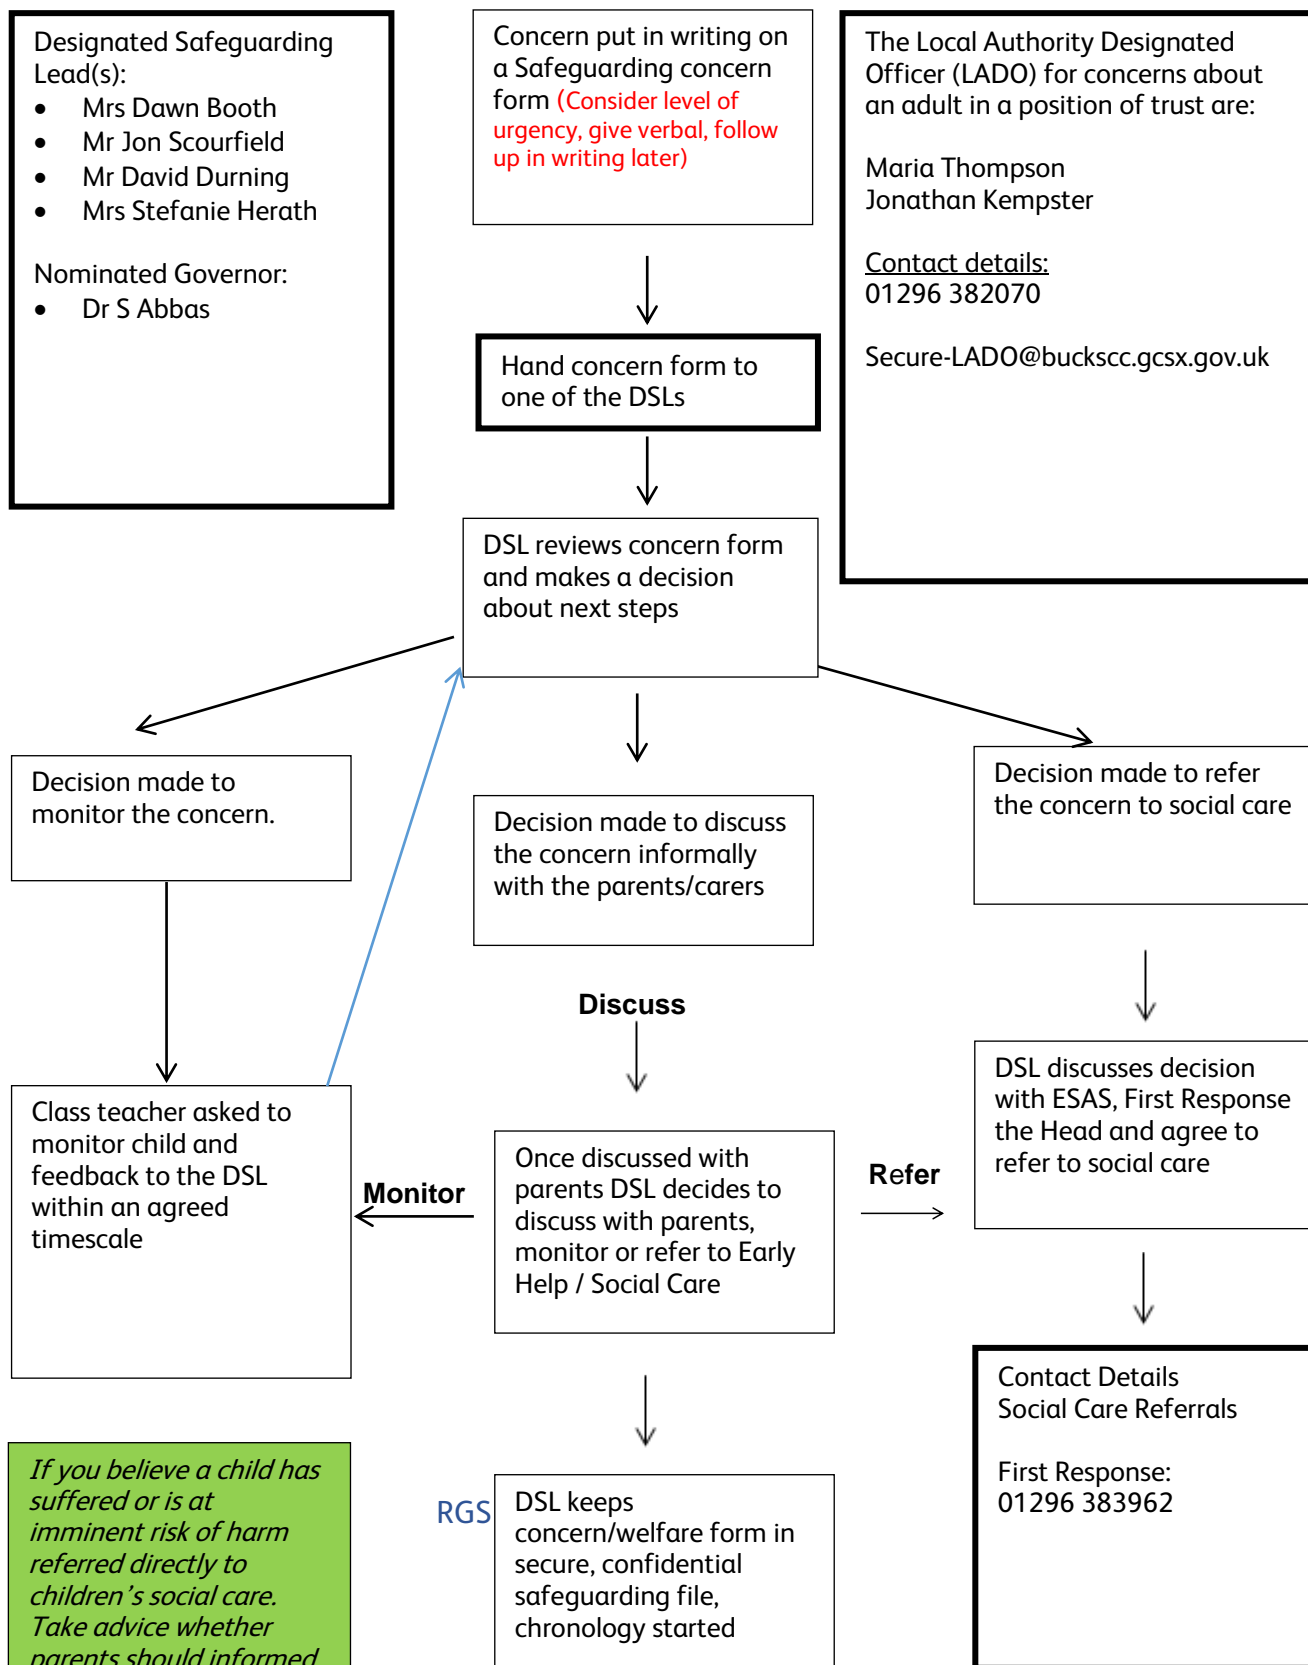 Designated Safeguarding
Lead(s):
• Mrs Dawn Booth
• Mr Jon Scourfield
• Mr David Durning
• Mrs Stefanie Herath
Nominated Governor:
• Dr S Abbas
Concern put in writing on
a Safeguarding concern
form (Consider level of
urgency, give verbal, follow
up in writing later)
The Local Authority Designated
Officer (LADO) for concerns about
an adult in a position of trust are:
Maria Thompson
Jonathan Kempster
Contact details:
01296 382070
Secure-LADO@buckscc.gcsx.gov.uk
Hand concern form to
one of the DSLs
DSL reviews concern form
and makes a decision
about next steps
Decision made to
monitor the concern.
Decision made to discuss
the concern informally
with the parents/carers
Decision made to refer
the concern to social care
Discuss
Class teacher asked to
monitor child and
feedback to the DSL
within an agreed
timescale
Monitor
Once discussed with
parents DSL decides to
discuss with parents,
monitor or refer to Early
Help / Social Care
Refer
DSL discusses decision
with ESAS, First Response
the Head and agree to
refer to social care
If you believe a child has
suffered or is at
imminent risk of harm
referred directly to
children's social care.
Take advice whether
parents should informed
RGS
DSL keeps
concern/welfare form in
secure, confidential
safeguarding file,
chronology started
Contact Details
Social Care Referrals
First Response:
01296 383962